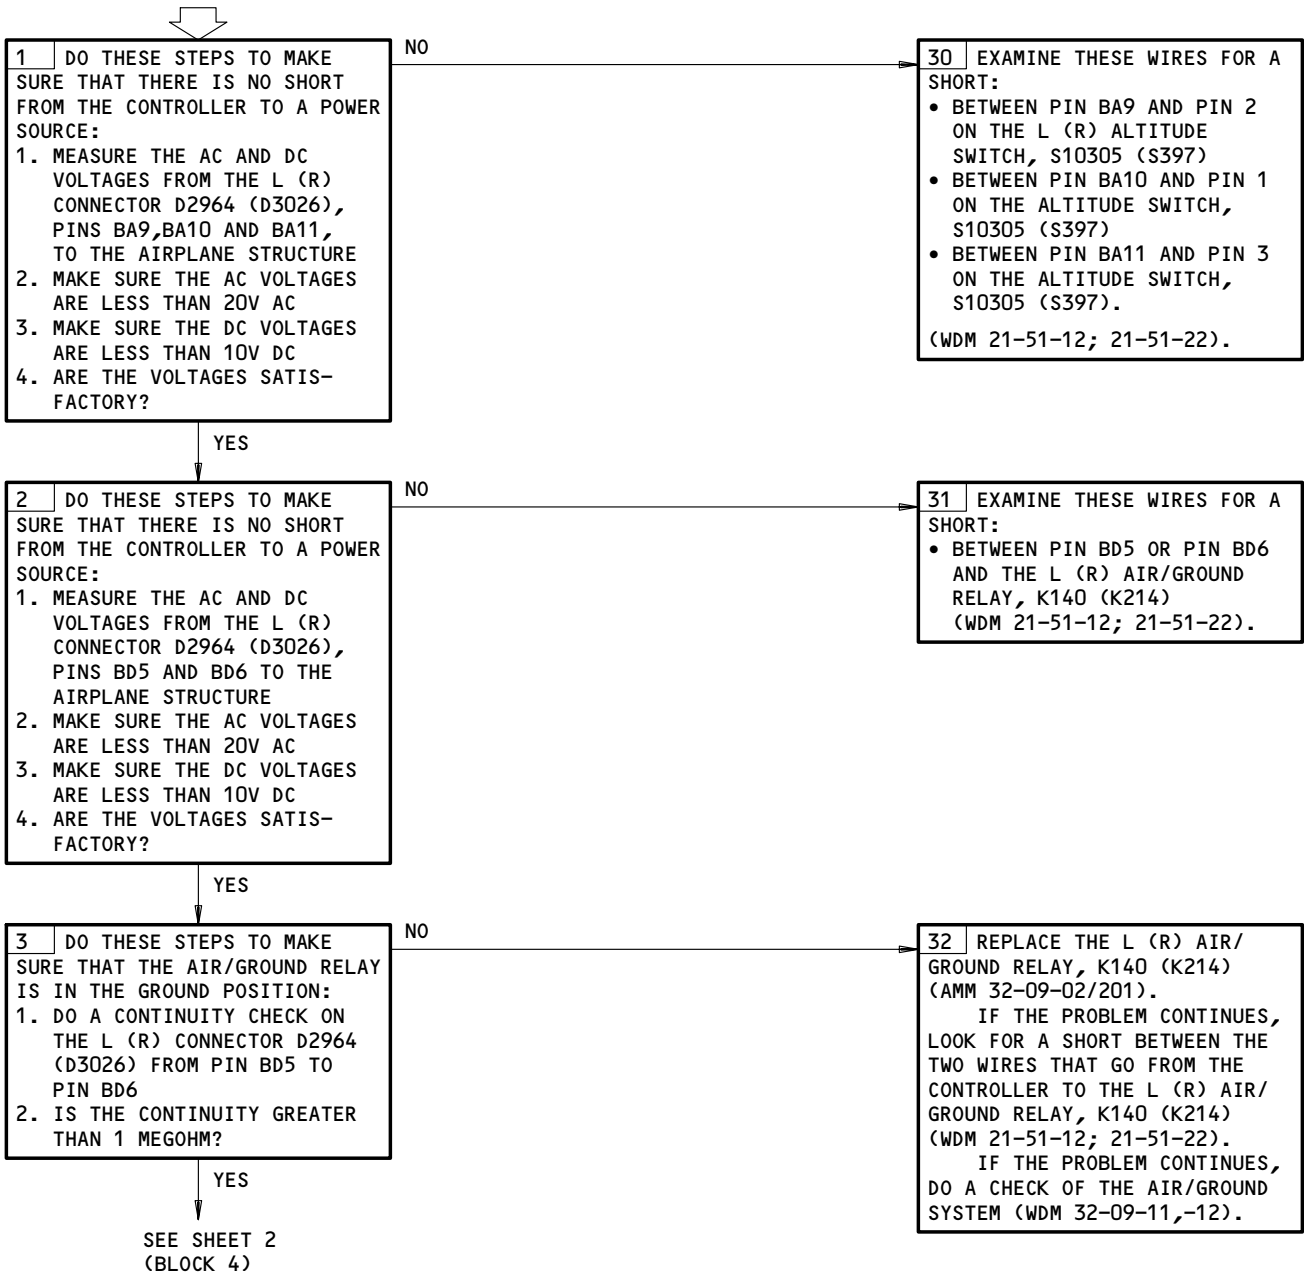 1 DO THESE STEPS TO MAKE
SURE THAT THERE IS NO SHORT
FROM THE CONTROLLER TO A POWER
SOURCE:
1. MEASURE THE AC AND DC
VOLTAGES FROM THE L (R)
CONNECTOR D2964 (D3026),
PINS BA9,BA10 AND BA11,
TO THE AIRPLANE STRUCTURE
2. MAKE SURE THE AC VOLTAGES
ARE LESS THAN 20V AC
3. MAKE SURE THE DC VOLTAGES
ARE LESS THAN 10V DC
4. ARE THE VOLTAGES SATIS-
FACTORY?
NO
30 EXAMINE THESE WIRES FOR A
SHORT:
• BETWEEN PIN BA9 AND PIN 2
ON THE L (R) ALTITUDE
SWITCH, S10305 (S397)
• BETWEEN PIN BA10 AND PIN 1
ON THE ALTITUDE SWITCH,
S10305 (S397)
• BETWEEN PIN BA11 AND PIN 3
ON THE ALTITUDE SWITCH,
S10305 (S397).
(WDM 21-51-12; 21-51-22).
YES
2 DO THESE STEPS TO MAKE
SURE THAT THERE IS NO SHORT
FROM THE CONTROLLER TO A POWER
SOURCE:
1. MEASURE THE AC AND DC
VOLTAGES FROM THE L (R)
CONNECTOR D2964 (D3026),
PINS BD5 AND BD6 TO THE
AIRPLANE STRUCTURE
2. MAKE SURE THE AC VOLTAGES
ARE LESS THAN 20V AC
3. MAKE SURE THE DC VOLTAGES
ARE LESS THAN 10V DC
4. ARE THE VOLTAGES SATIS-
FACTORY?
NO
31 EXAMINE THESE WIRES FOR A
SHORT:
• BETWEEN PIN BD5 OR PIN BD6
AND THE L (R) AIR/GROUND
RELAY, K140 (K214)
(WDM 21-51-12; 21-51-22).
YES
3 DO THESE STEPS TO MAKE
SURE THAT THE AIR/GROUND RELAY
IS IN THE GROUND POSITION:
1. DO A CONTINUITY CHECK ON
THE L (R) CONNECTOR D2964
(D3026) FROM PIN BD5 TO
PIN BD6
2. IS THE CONTINUITY GREATER
THAN 1 MEGOHM?
NO
32 REPLACE THE L (R) AIR/
GROUND RELAY, K140 (K214)
(AMM 32-09-02/201).
IF THE PROBLEM CONTINUES,
LOOK FOR A SHORT BETWEEN THE
TWO WIRES THAT GO FROM THE
CONTROLLER TO THE L (R) AIR/
GROUND RELAY, K140 (K214)
(WDM 21-51-12; 21-51-22).
IF THE PROBLEM CONTINUES,
DO A CHECK OF THE AIR/GROUND
SYSTEM (WDM 32-09-11,-12).
YES
SEE SHEET 2
(BLOCK 4)